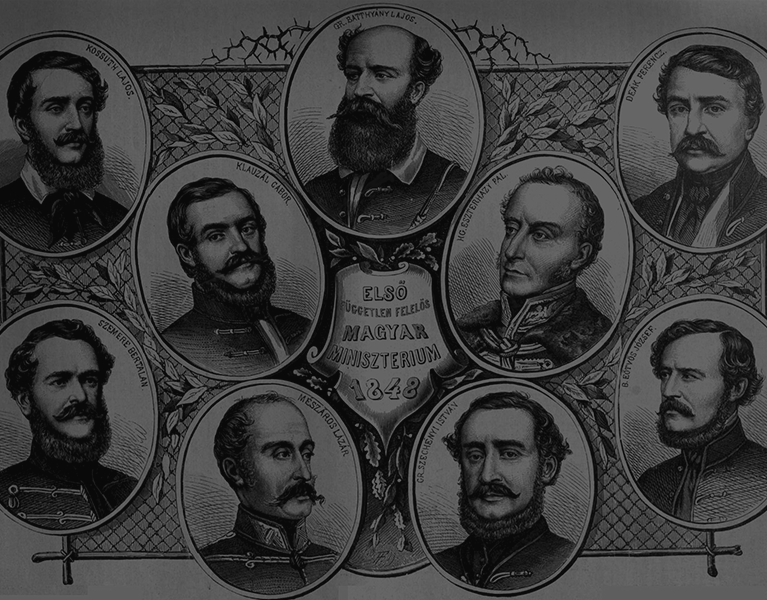 GR. BATTHYÁNY LAJOS.
KOSSUTH LAJOS.
DEÁK FERENCZ.
KLAUZÁL GÁBOR.
HG. ESZTERHÁZY PÁL.
ELSŐ
FÜGGETLEN FELELŐS
MAGYAR
MINISZTERIUM
1848
SZEMERE BERTALAN
B. EÖTVÖS JÓZSEF.
MÉSZÁROS LÁZÁR.
GR. SZÉCHENYI ISTVÁN